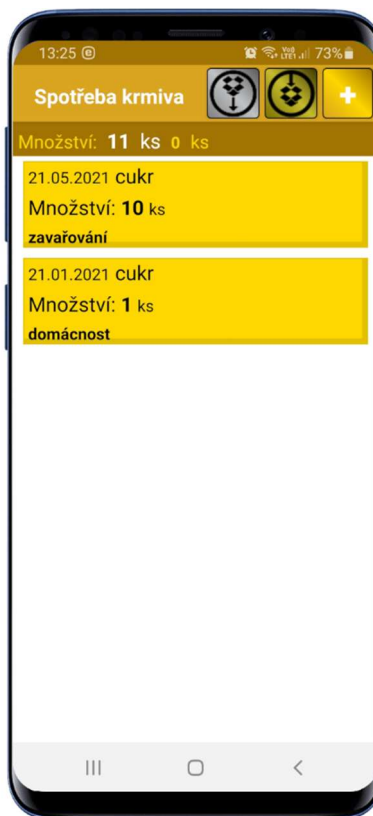 13:25 73%
Spotřeba krmiva +
Množství: 11 ks 0 ks
21.05.2021 cukr
Množství: 10 ks
zavařování
21.01.2021 cukr
Množství: 1 ks
domácnost